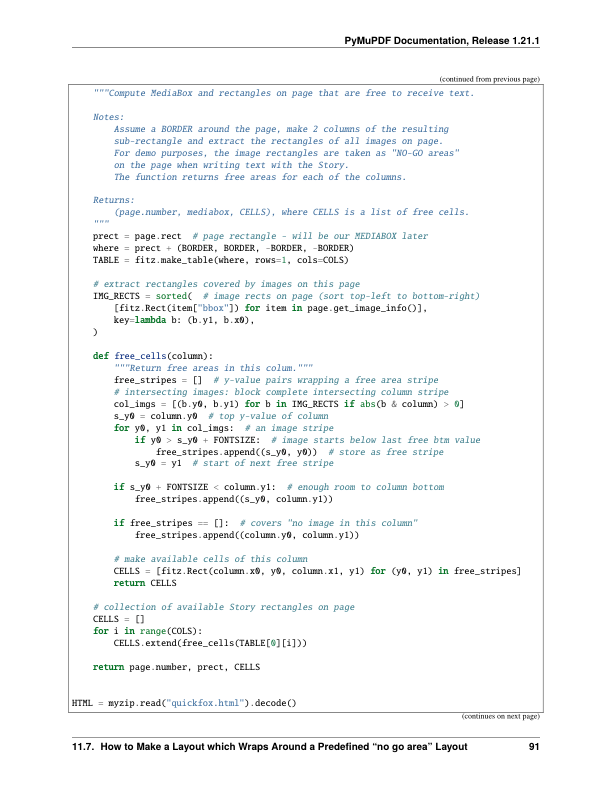 PyMuPDF Documentation, Release 1.21.1
(continued from previous page)
    """Compute MediaBox and rectangles on page that are free to receive text.

    Notes:
        Assume a BORDER around the page, make 2 columns of the resulting
        sub-rectangle and extract the rectangles of all images on page.
        For demo purposes, the image rectangles are taken as "NO-GO areas"
        on the page when writing text with the Story.
        The function returns free areas for each of the columns.

    Returns:
        (page.number, mediabox, CELLS), where CELLS is a list of free cells.
    """
    prect = page.rect  # page rectangle - will be our MEDIABOX later
    where = prect + (BORDER, BORDER, -BORDER, -BORDER)
    TABLE = fitz.make_table(where, rows=1, cols=COLS)

    # extract rectangles covered by images on this page
    IMG_RECTS = sorted(  # image rects on page (sort top-left to bottom-right)
        [fitz.Rect(item["bbox"]) for item in page.get_image_info()],
        key=lambda b: (b.y1, b.x0),
    )

    def free_cells(column):
        """Return free areas in this colum."""
        free_stripes = []  # y-value pairs wrapping a free area stripe
        # intersecting images: block complete intersecting column stripe
        col_imgs = [(b.y0, b.y1) for b in IMG_RECTS if abs(b & column) > 0]
        s_y0 = column.y0  # top y-value of column
        for y0, y1 in col_imgs:  # an image stripe
            if y0 > s_y0 + FONTSIZE:  # image starts below last free btm value
                free_stripes.append((s_y0, y0))  # store as free stripe
            s_y0 = y1  # start of next free stripe

        if s_y0 + FONTSIZE < column.y1:  # enough room to column bottom
            free_stripes.append((s_y0, column.y1))

        if free_stripes == []:  # covers "no image in this column"
            free_stripes.append((column.y0, column.y1))

        # make available cells of this column
        CELLS = [fitz.Rect(column.x0, y0, column.x1, y1) for (y0, y1) in free_stripes]
        return CELLS

    # collection of available Story rectangles on page
    CELLS = []
    for i in range(COLS):
        CELLS.extend(free_cells(TABLE[0][i]))

    return page.number, prect, CELLS


HTML = myzip.read("quickfox.html").decode()
(continues on next page)
11.7. How to Make a Layout which Wraps Around a Predefined “no go area” Layout 91